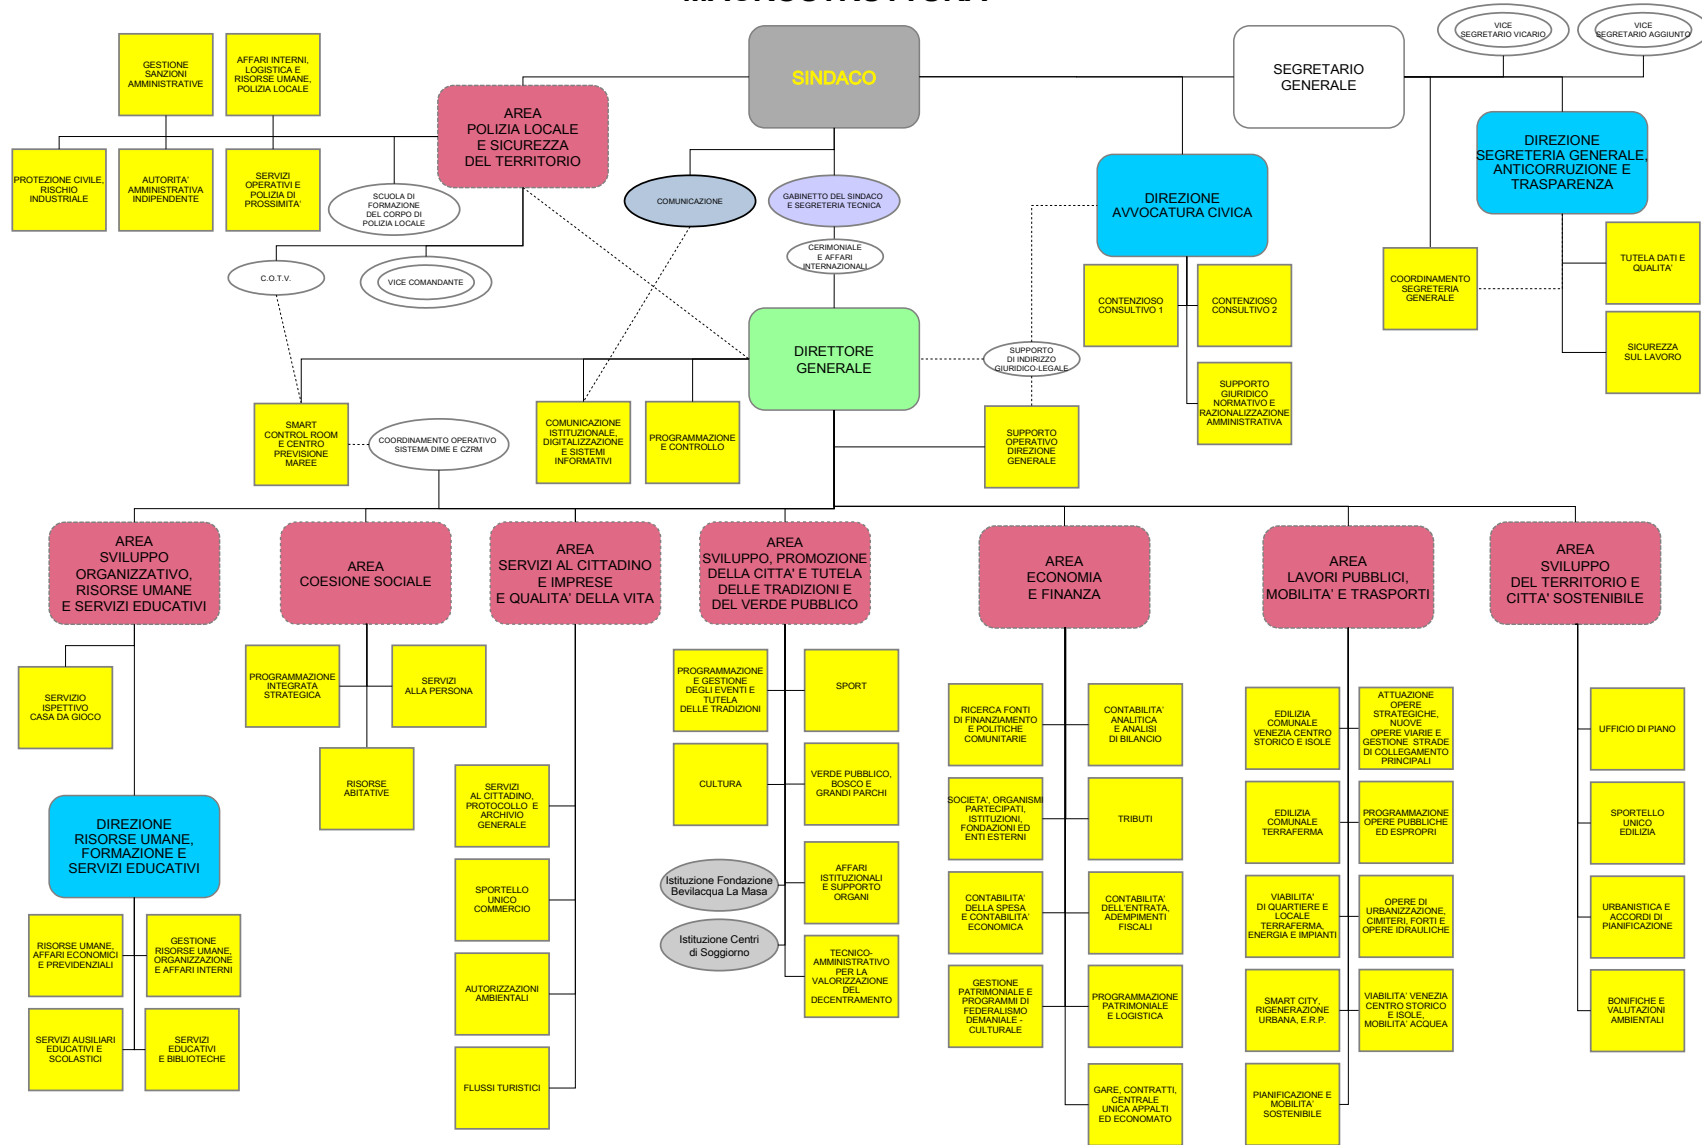 MACROSTRUTTURA
VICE
SEGRETARIO VICARIO
VICE
SEGRETARIO AGGIUNTO
SINDACO
SEGRETARIO
GENERALE
GESTIONE
SANZIONI
AMMINISTRATIVE
AFFARI INTERNI,
LOGISTICA E
RISORSE UMANE,
POLIZIA LOCALE
AREA
POLIZIA LOCALE
E SICUREZZA
DEL TERRITORIO
DIREZIONE
SEGRETERIA GENERALE,
ANTICORRUZIONE E
TRASPARENZA
PROTEZIONE CIVILE,
RISCHIO
INDUSTRIALE
AUTORITA'
AMMINISTRATIVA
INDIPENDENTE
SERVIZI
OPERATIVI E
POLIZIA DI
PROSSIMITA'
SCUOLA DI
FORMAZIONE
DEL CORPO DI
POLIZIA LOCALE
COMUNICAZIONE
GABINETTO DEL SINDACO
E SEGRETERIA TECNICA
DIREZIONE
AVVOCATURA CIVICA
C.O.T.V.
VICE COMANDANTE
CERIMONIALE
E AFFARI
INTERNAZIONALI
CONTENZIOSO
CONSULTIVO 1
CONTENZIOSO
CONSULTIVO 2
COORDINAMENTO
SEGRETERIA
GENERALE
TUTELA DATI E
QUALITA'
SICUREZZA
SUL LAVORO
DIRETTORE
GENERALE
SUPPORTO
DI INDIRIZZO
GIURIDICO-LEGALE
SUPPORTO
GIURIDICO
NORMATIVO E
RAZIONALIZZAZIONE
AMMINISTRATIVA
SMART
CONTROL ROOM
E CENTRO
PREVISIONE
MAREE
COORDINAMENTO OPERATIVO
SISTEMA DIME E CZRM
COMUNICAZIONE
ISTITUZIONALE,
DIGITALIZZAZIONE
E SISTEMI
INFORMATIVI
PROGRAMMAZIONE
E CONTROLLO
SUPPORTO
OPERATIVO
DIREZIONE
GENERALE
AREA
SVILUPPO
ORGANIZZATIVO,
RISORSE UMANE
E SERVIZI EDUCATIVI
AREA
COESIONE SOCIALE
AREA
SERVIZI AL CITTADINO
E IMPRESE
E QUALITA' DELLA VITA
AREA
SVILUPPO, PROMOZIONE
DELLA CITTA' E TUTELA
DELLE TRADIZIONI E
DEL VERDE PUBBLICO
AREA
ECONOMIA
E FINANZA
AREA
LAVORI PUBBLICI,
MOBILITA' E TRASPORTI
AREA
SVILUPPO
DEL TERRITORIO E
CITTA' SOSTENIBILE
SERVIZIO
ISPETTIVO
CASA DA GIOCO
DIREZIONE
RISORSE UMANE,
FORMAZIONE E
SERVIZI EDUCATIVI
RISORSE UMANE,
AFFARI ECONOMICI
E PREVIDENZIALI
GESTIONE
RISORSE UMANE,
ORGANIZZAZIONE
E AFFARI INTERNI
SERVIZI AUSILIARI
EDUCATIVI E
SCOLASTICI
SERVIZI
EDUCATIVI
E BIBLIOTECHE
PROGRAMMAZIONE
INTEGRATA
STRATEGICA
SERVIZI
ALLA PERSONA
RISORSE
ABITATIVE
SERVIZI
AL CITTADINO,
PROTOCOLLO E
ARCHIVIO
GENERALE
SPORTELLO
UNICO
COMMERCIO
AUTORIZZAZIONI
AMBIENTALI
FLUSSI TURISTICI
PROGRAMMAZIONE
E GESTIONE
DEGLI EVENTI E
TUTELA
DELLE TRADIZIONI
SPORT
CULTURA
VERDE PUBBLICO,
BOSCO E
GRANDI PARCHI
Istituzione Fondazione
Bevilacqua La Masa
AFFARI
ISTITUZIONALI
E SUPPORTO
ORGANI
Istituzione Centri
di Soggiorno
TECNICO-
AMMINISTRATIVO
PER LA
VALORIZZAZIONE
DEL
DECENTRAMENTO
RICERCA FONTI
DI FINANZIAMENTO
E POLITICHE
COMUNITARIE
CONTABILITA'
ANALITICA
E ANALISI
DI BILANCIO
SOCIETA', ORGANISMI
PARTECIPATI,
ISTITUZIONI,
FONDAZIONI ED
ENTI ESTERNI
TRIBUTI
CONTABILITA'
DELLA SPESA
E CONTABILITA'
ECONOMICA
CONTABILITA'
DELL'ENTRATA,
ADEMPIMENTI
FISCALI
GESTIONE
PATRIMONIALE E
PROGRAMMI DI
FEDERALISMO
DEMANIALE -
CULTURALE
PROGRAMMAZIONE
PATRIMONIALE
E LOGISTICA
GARE, CONTRATTI,
CENTRALE
UNICA APPALTI
ED ECONOMATO
EDILIZIA
COMUNALE
VENEZIA CENTRO
STORICO E ISOLE
ATTUAZIONE
OPERE
STRATEGICHE,
NUOVE
OPERE VIARIE E
GESTIONE STRADE
DI COLLEGAMENTO
PRINCIPALI
EDILIZIA
COMUNALE
TERRAFERMA
PROGRAMMAZIONE
OPERE PUBBLICHE
ED ESPROPRI
VIABILITA'
DI QUARTIERE E
LOCALE
TERRAFERMA,
ENERGIA E IMPIANTI
OPERE DI
URBANIZZAZIONE,
CIMITERI, FORTI E
OPERE IDRAULICHE
SMART CITY,
RIGENERAZIONE
URBANA, E.R.P.
VIABILITA' VENEZIA
CENTRO STORICO
E ISOLE,
MOBILITA' ACQUEA
PIANIFICAZIONE E
MOBILITA'
SOSTENIBILE
UFFICIO DI PIANO
SPORTELLO
UNICO
EDILIZIA
URBANISTICA E
ACCORDI DI
PIANIFICAZIONE
BONIFICHE E
VALUTAZIONI
AMBIENTALI